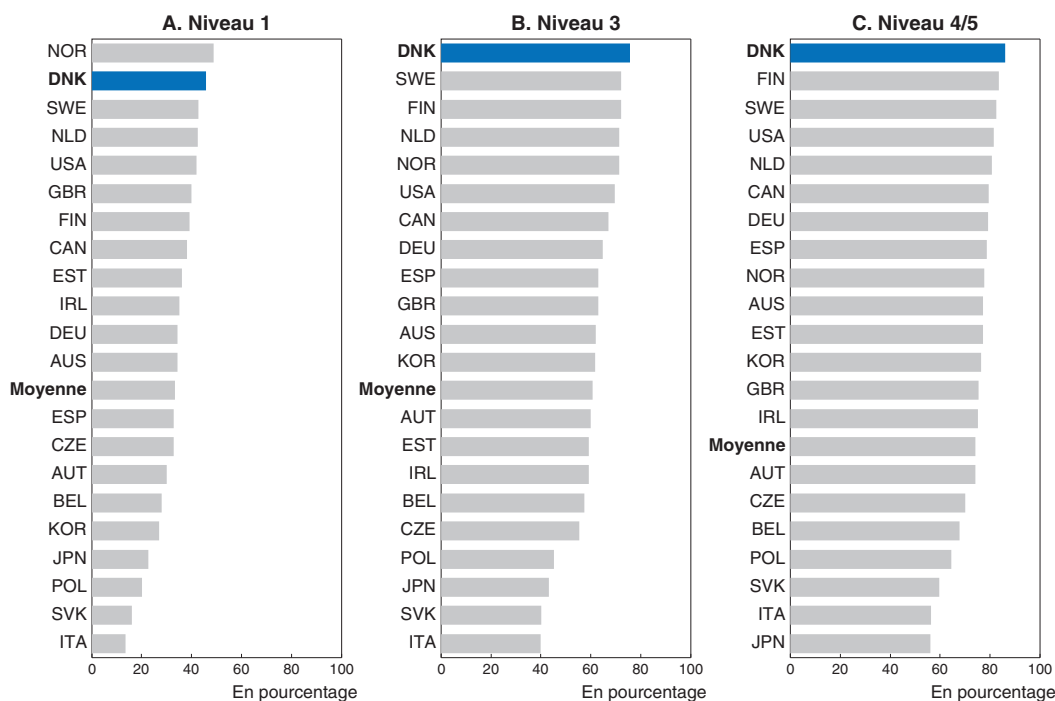 A. Niveau 1
NOR
DNK
SWE
NLD
USA
GBR
FIN
CAN
EST
IRL
DEU
AUS
Moyenne
ESP
CZE
AUT
BEL
KOR
JPN
POL
SVK
ITA
0 20 40 60 80 100
En pourcentage
B. Niveau 3
DNK
SWE
FIN
NLD
NOR
USA
CAN
DEU
ESP
GBR
AUS
KOR
Moyenne
AUT
EST
IRL
BEL
CZE
POL
JPN
SVK
ITA
0 20 40 60 80 100
En pourcentage
C. Niveau 4/5
DNK
FIN
SWE
USA
NLD
CAN
DEU
ESP
NOR
AUS
EST
KOR
GBR
IRL
Moyenne
AUT
CZE
BEL
POL
SVK
ITA
JPN
0 20 40 60 80 100
En pourcentage